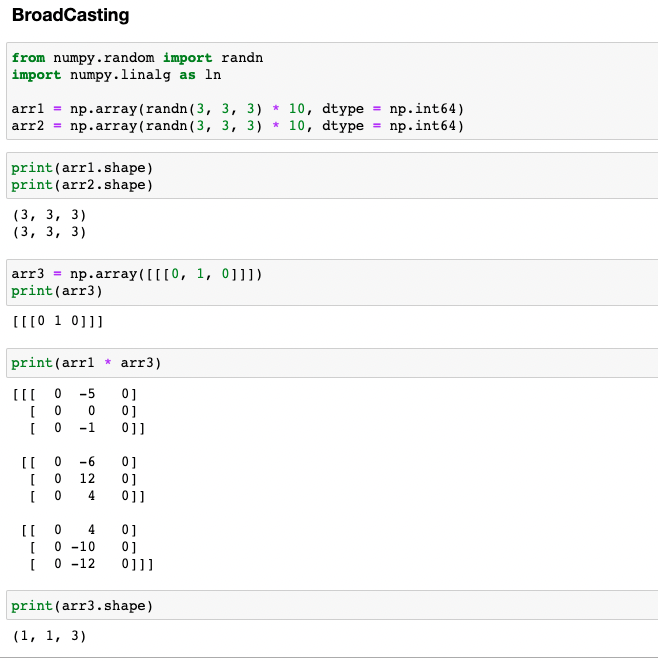 BroadCasting
from numpy.random import randn
import numpy.linalg as ln
arr1 = np.array(randn(3, 3, 3) * 10, dtype = np.int64)
arr2 = np.array(randn(3, 3, 3) * 10, dtype = np.int64)
print(arr1.shape)
print(arr2.shape)
(3, 3, 3)
(3, 3, 3)
arr3 = np.array([[[0, 1, 0]]])
print(arr3)
[[[0 1 0]]]
print(arr1 * arr3)
[[[  0  -5   0]
  [  0   0   0]
  [  0  -1   0]]
 [[  0  -6   0]
  [  0  12   0]
  [  0   4   0]]
 [[  0   4   0]
  [  0 -10   0]
  [  0 -12   0]]]
print(arr3.shape)
(1, 1, 3)